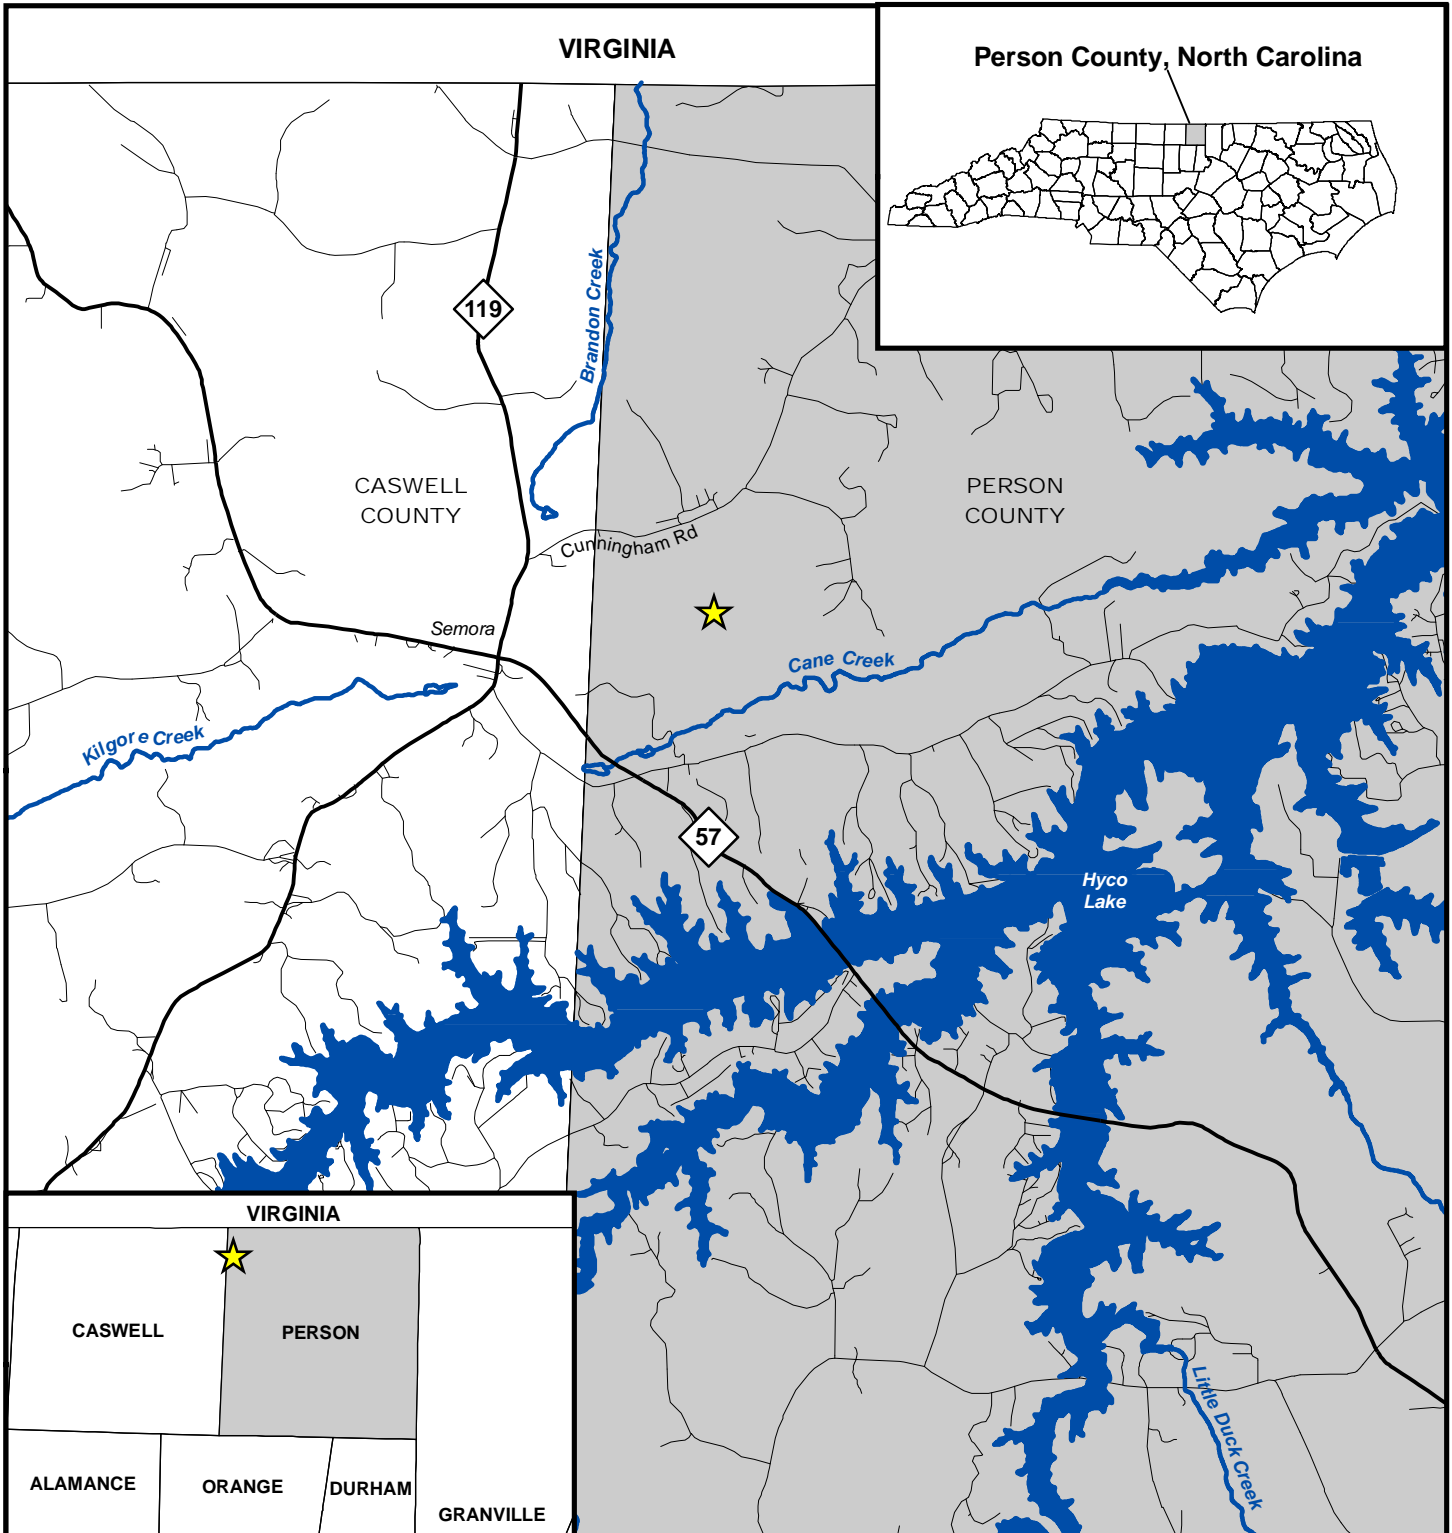 VIRGINIA
Person County, North Carolina
119
Brandon Creek
CASWELL
COUNTY
PERSON
COUNTY
Cunningham Rd
Semora
Cane Creek
Kilgore Creek
57
Hyco
Lake
VIRGINIA
CASWELL
PERSON
ALAMANCE
ORANGE
DURHAM
GRANVILLE
Little Duck Creek